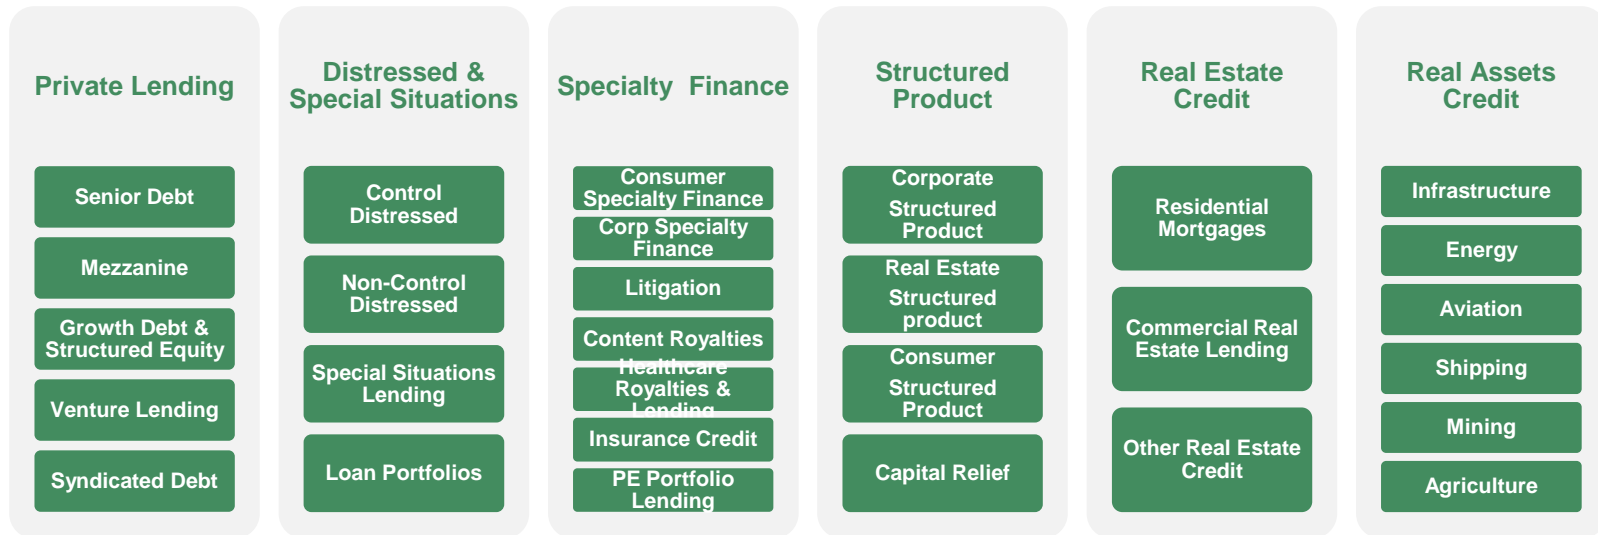 Private Lending
Senior Debt
Mezzanine
Growth Debt &
Structured Equity
Venture Lending
Syndicated Debt
Distressed &
Special Situations
Control
Distressed
Non-Control
Distressed
Special Situations
Lending
Loan Portfolios
Specialty Finance
Consumer
Specialty Finance
Corp Specialty
Finance
Litigation
Content Royalties
Healthcare
Royalties &
Lending
Insurance Credit
PE Portfolio
Lending
Structured
Product
Corporate
Structured
Product
Real Estate
Structured
product
Consumer
Structured
Product
Capital Relief
Real Estate
Credit
Residential
Mortgages
Commercial Real
Estate Lending
Other Real Estate
Credit
Real Assets
Credit
Infrastructure
Energy
Aviation
Shipping
Mining
Agriculture